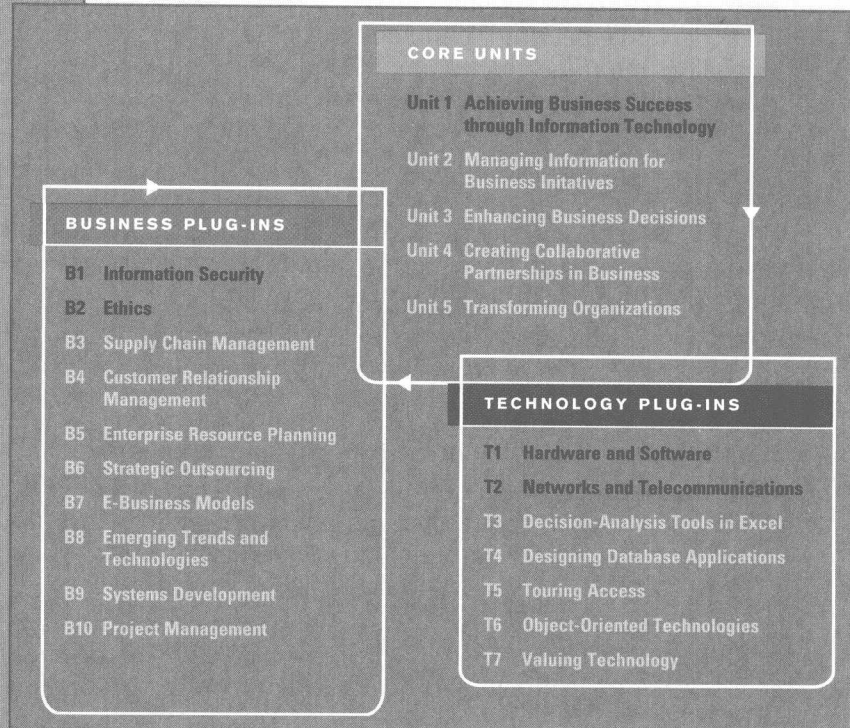 CORE UNITS
Unit 1 Achieving Business Success
through Information Technology
Unit 2 Managing Information for
Business Initatives
Unit 3 Enhancing Business Decisions
Unit 4 Creating Collaborative
Partnerships in Business
Unit 5 Transforming Organizations
BUSINESS PLUG-INS
B1 Information Security
B2 Ethics
B3 Supply Chain Management
B4 Customer Relationship
Management
B5 Enterprise Resource Planning
B6 Strategic Outsourcing
B7 E-Business Models
B8 Emerging Trends and
Technologies
B9 Systems Development
B10 Project Management
TECHNOLOGY PLUG-INS
T1 Hardware and Software
T2 Networks and Telecommunications
T3 Decision-Analysis Tools in Excel
T4 Designing Database Applications
T5 Touring Access
T6 Object-Oriented Technologies
T7 Valuing Technology